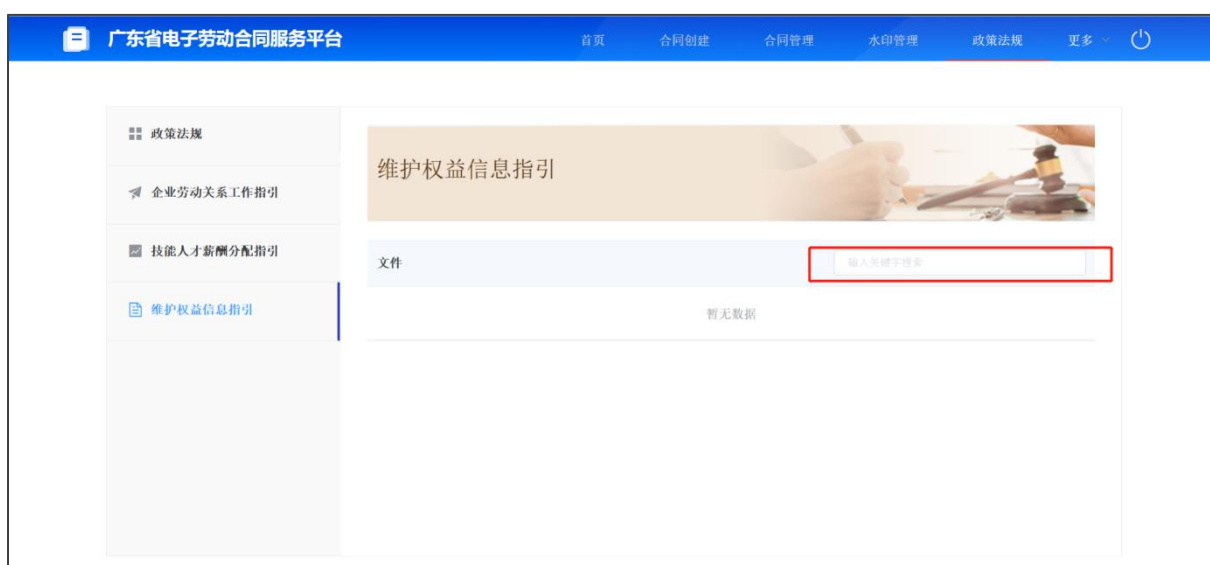 广东省电子劳动合同服务平台
首页 合同创建 合同管理 水印管理 政策法规 更多
政策法规
企业劳动关系工作指引
技能人才薪酬分配指引
维护权益信息指引
维护权益信息指引
文件
输入关键字搜索
暂无数据